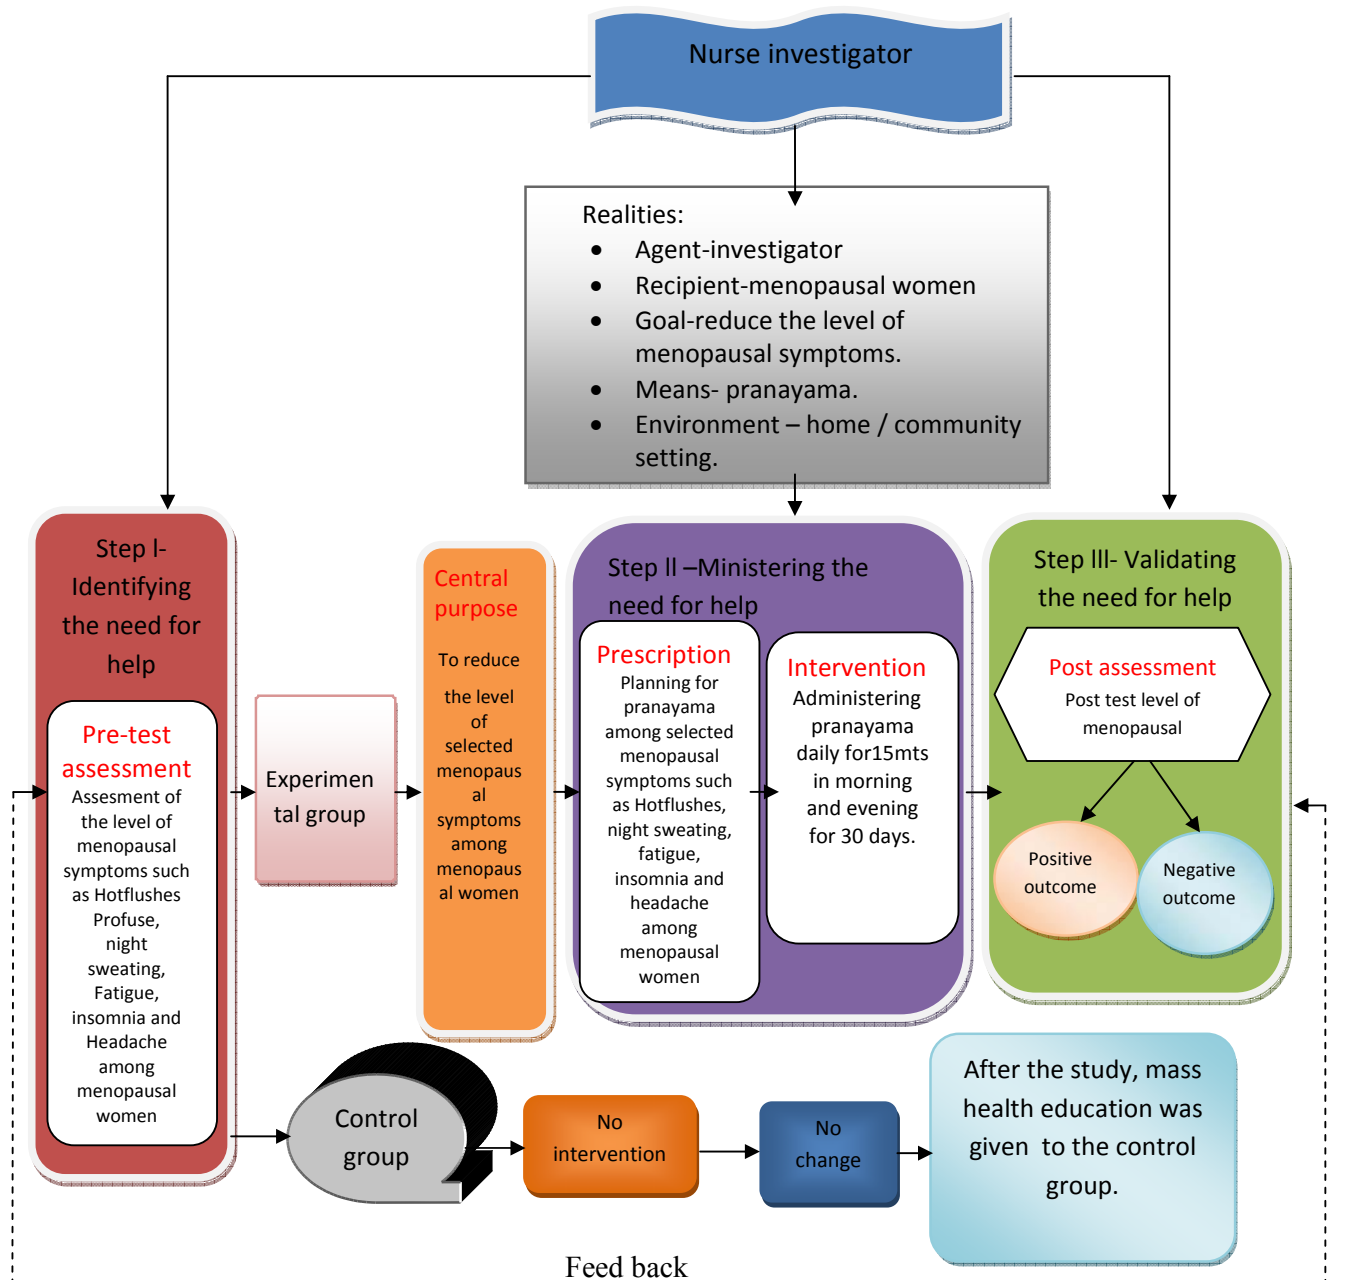 Nurse investigator
Realities:
• Agent-investigator
• Recipient-menopausal women
• Goal-reduce the level of
menopausal symptoms.
• Means- pranayama.
• Environment – home / community
setting.
Step I-
Identifying
the need for
help
Pre-test
assessment
Assesment of
the level of
menopausal
symptoms such
as Hotflushes
Profuse,
night
sweating,
Fatigue,
insomnia and
Headache
among
menopausal
women
Experimen
tal group
Central
purpose
To reduce
the level
of
selected
menopaus
al
symptoms
among
menopaus
al women
Step ll –Ministering the
need for help
Prescription
Planning for
pranayama
among selected
menopausal
symptoms such
as Hotflushes,
night sweating,
fatigue,
insomnia and
headache
among
menopausal
women
Intervention
Administering
pranayama
daily for15mts
in morning
and evening
for 30 days.
Step lll- Validating
the need for help
Post assessment
Post test level of
menopausal
Positive
outcome
Negative
outcome
Control
group
No
intervention
No
change
After the study, mass
health education was
given to the control
group.
Feed back